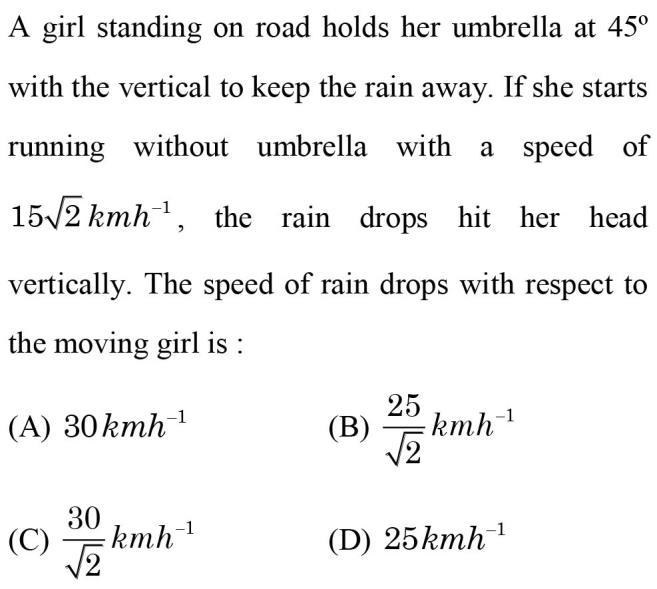 A girl standing on road holds her umbrella at 45º
with the vertical to keep the rain away. If she starts
running without umbrella with a speed of
15√2 kmh⁻¹, the rain drops hit her head
vertically. The speed of rain drops with respect to
the moving girl is :
(A) 30 kmh⁻¹ (B) 25/√2 kmh⁻¹
(C) 30/√2 kmh⁻¹ (D) 25 kmh⁻¹